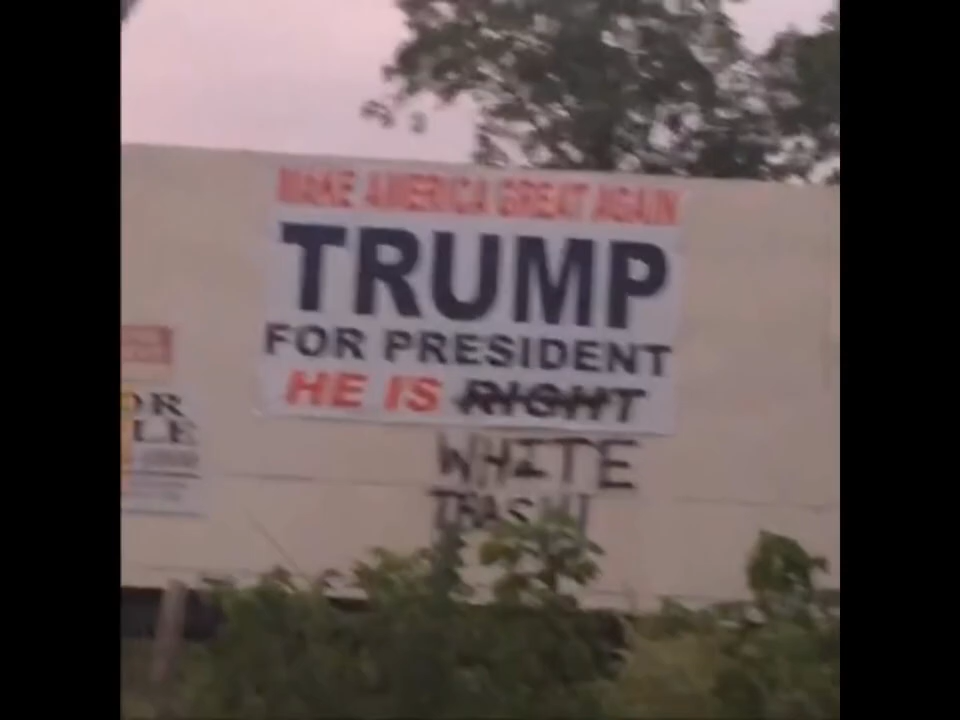 MAKE AMERICA GREAT AGAIN
TRUMP
FOR PRESIDENT
HE IS RIGHT
WHITE
TRASH